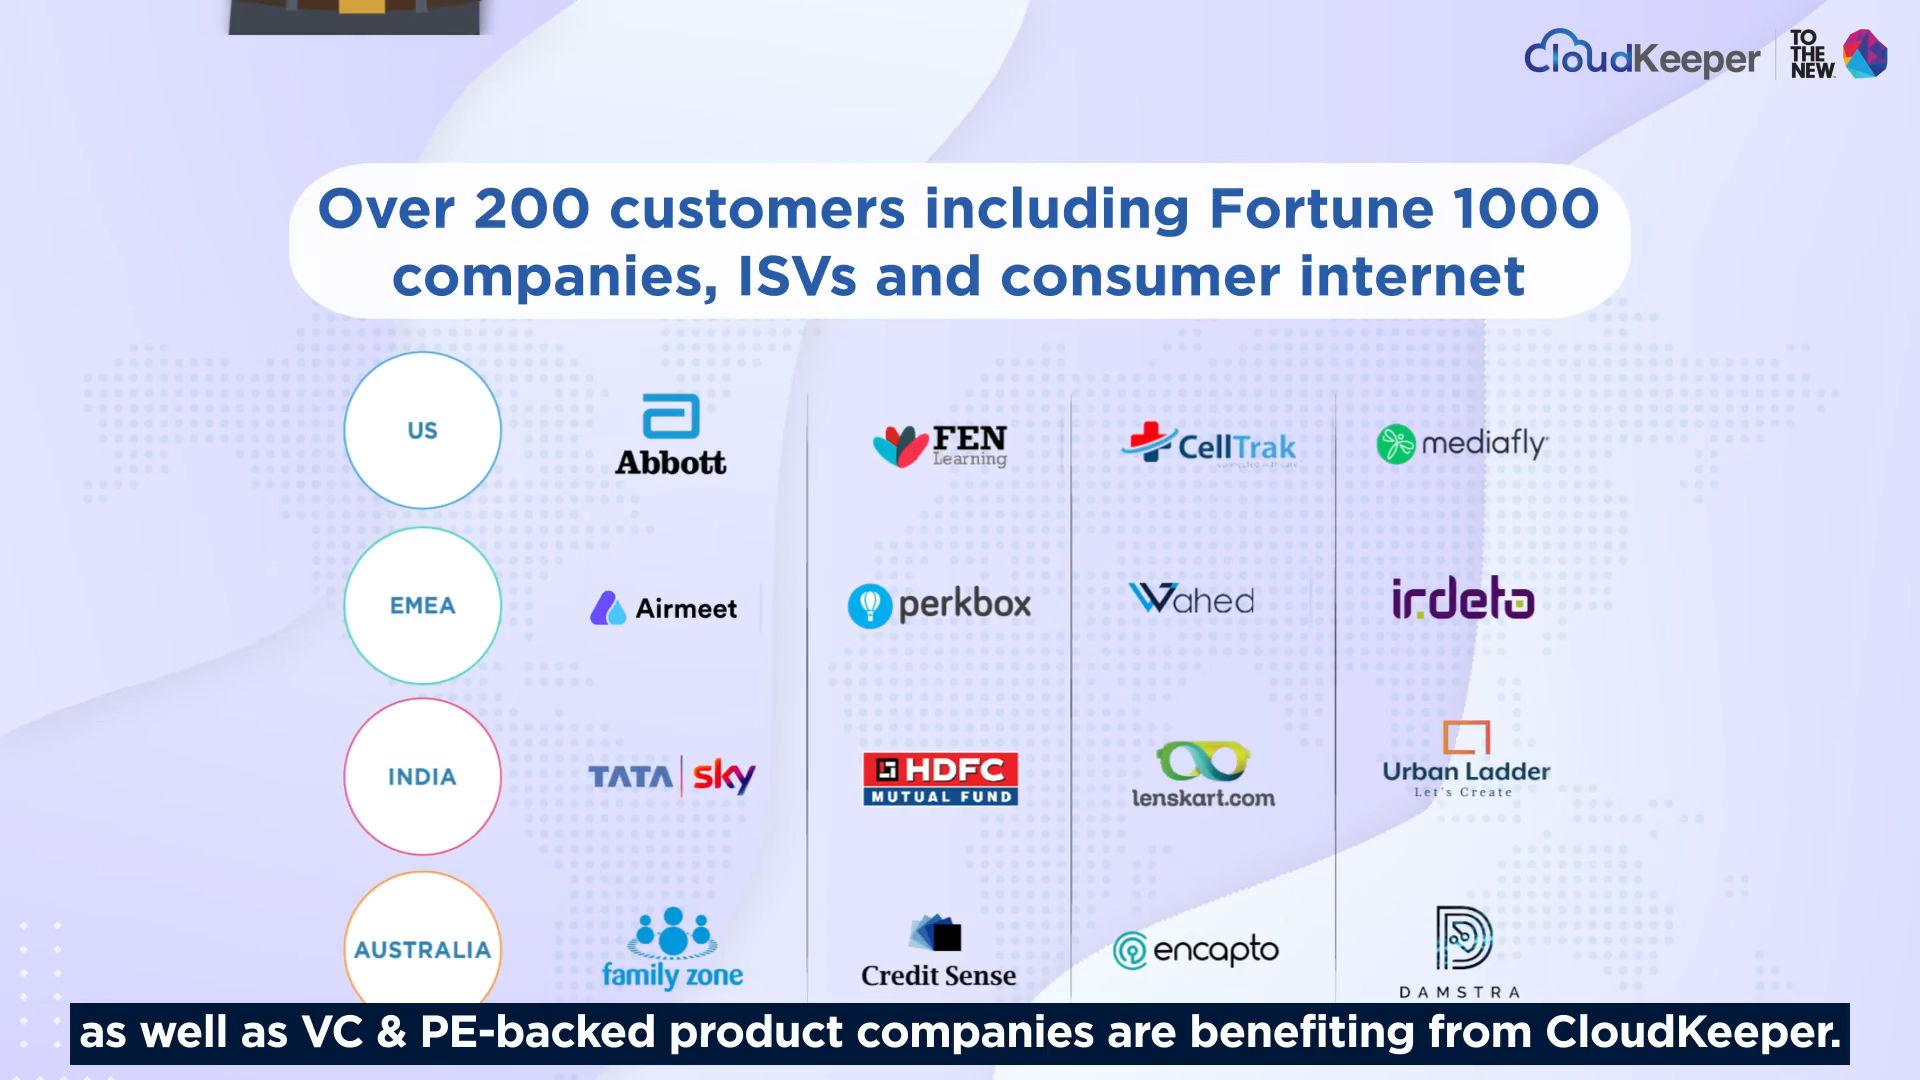 CloudKeeper
TO
THE
NEW
Over 200 customers including Fortune 1000
companies, ISVs and consumer internet
US
Abbott
FEN
Learning
CellTrak
mediafly
EMEA
Airmeet
perkbox
Wahed
irdeto
INDIA
TATA sky
HDFC
MUTUAL FUND
lenskart.com
Urban Ladder
Let's Create
AUSTRALIA
family zone
Credit Sense
encapto
DAMSTRA
as well as VC & PE-backed product companies are benefiting from CloudKeeper.